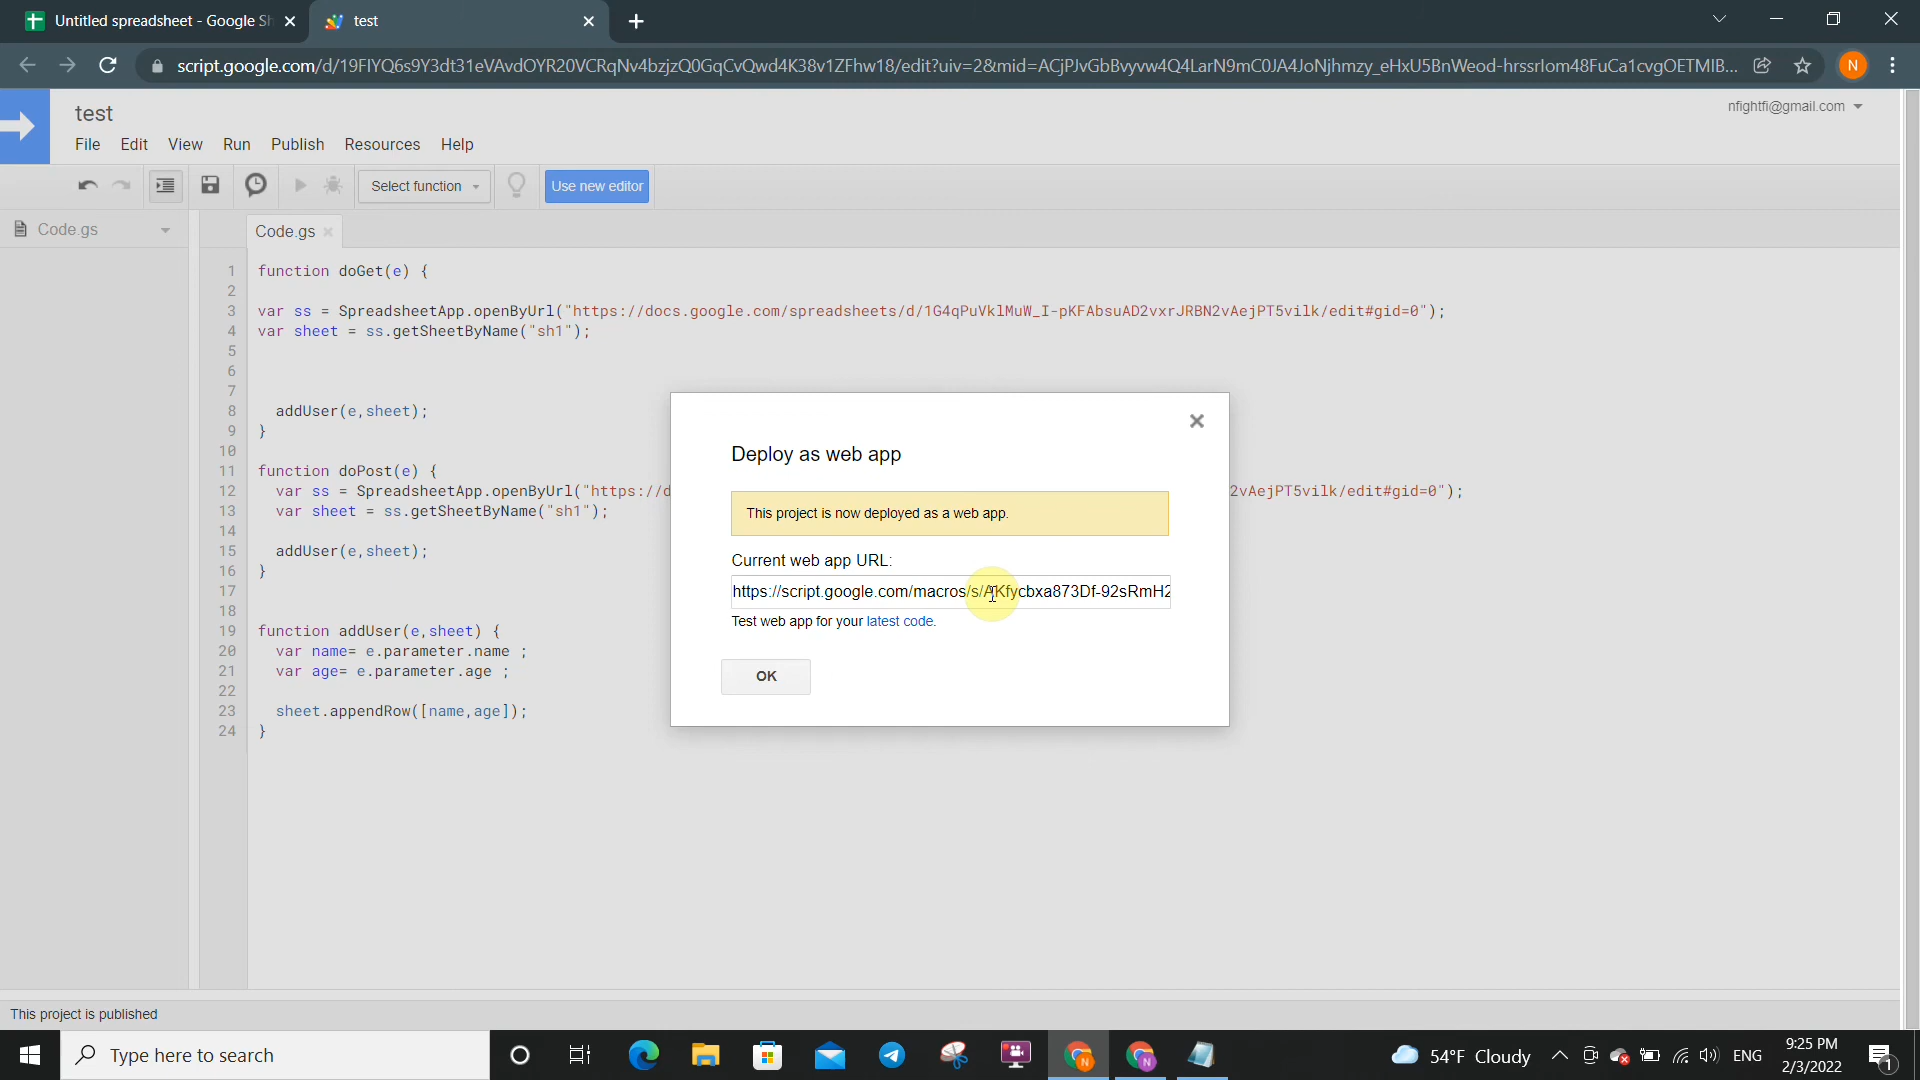 Untitled spreadsheet - Google Sh
test
script.google.com/d/19FIYQ6s9Y3dt31eVAvdOYR20VCRqNv4bzjzQ0GqCvQwd4K38v1ZFhw18/edit?uiv=2&mid=ACjPJvGbBvyvw4Q4LarN9mC0JA4JoNjhmzy_eHxU5BnWeod-hrssrIom48FuCa1cvgOETMIB...
N
test
nfightfi@gmail.com
File Edit View Run Publish Resources Help
Select function
Use new editor
Code.gs
Code.gs
1 function doGet(e) {
2
3 var ss = SpreadsheetApp.openByUrl("https://docs.google.com/spreadsheets/d/1G4qPuVklMuW_I-pKFAbsuAD2vxrJRBN2vAejPT5vilk/edit#gid=0");
4 var sheet = ss.getSheetByName("sh1");
5
6
7
8 addUser(e,sheet);
9 }
10
11 function doPost(e) {
12 var ss = SpreadsheetApp.openByUrl("https://d 2vAejPT5vilk/edit#gid=0");
13 var sheet = ss.getSheetByName("sh1");
14
15 addUser(e,sheet);
16 }
17
18
19 function addUser(e,sheet) {
20 var name= e.parameter.name ;
21 var age= e.parameter.age ;
22
23 sheet.appendRow([name,age]);
24 }
Deploy as web app
This project is now deployed as a web app.
Current web app URL:
https://script.google.com/macros/s/AKfycbxa873Df-92sRmH2
Test web app for your latest code.
OK
This project is published
Type here to search
N
N
54°F Cloudy
ENG
9:25 PM
2/3/2022
1